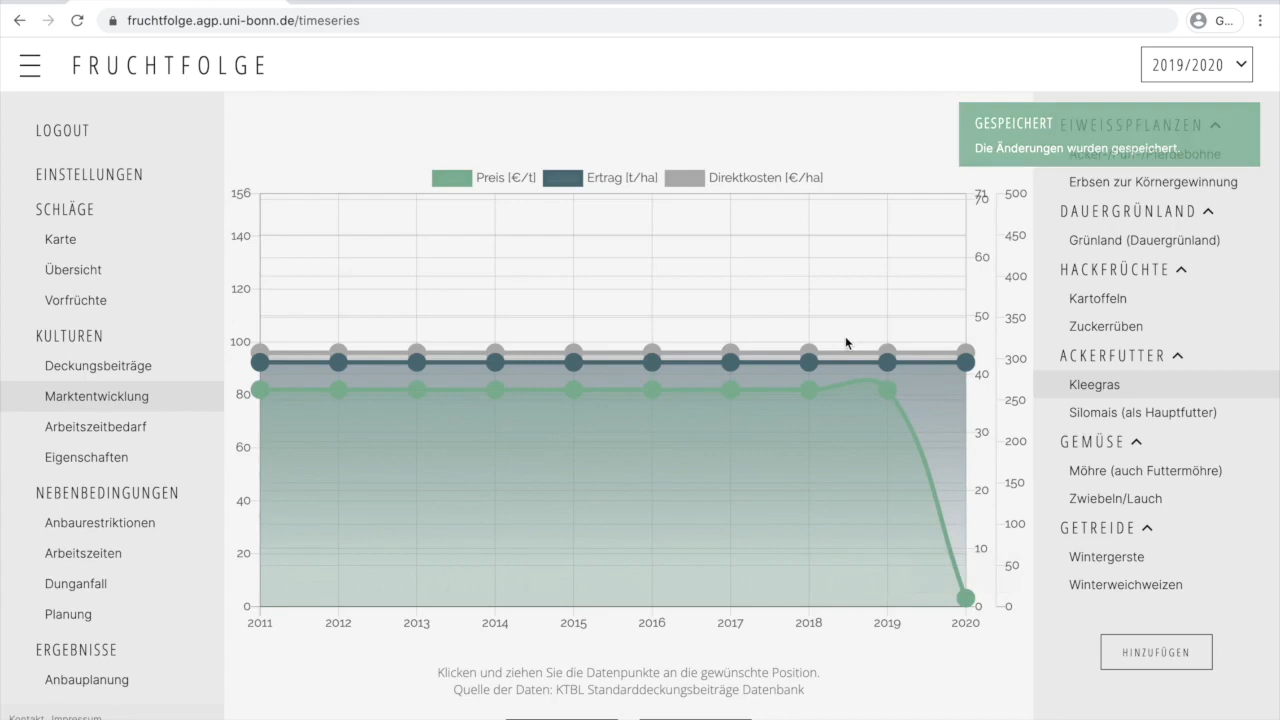 fruchtfolge.agp.uni-bonn.de/timeseries
G...
FRUCHTFOLGE
2019/2020
LOGOUT
EINSTELLUNGEN
SCHLÄGE
Karte
Übersicht
Vorfrüchte
KULTUREN
Deckungsbeiträge
Marktentwicklung
Arbeitszeitbedarf
Eigenschaften
NEBENBEDINGUNGEN
Anbaurestriktionen
Arbeitszeiten
Dunganfall
Planung
ERGEBNISSE
Anbauplanung
Kontakt Impressum
Preis [€/t] Ertrag [t/ha] Direktkosten [€/ha]
156
140
120
100
80
60
40
20
0
71
70
60
50
40
30
20
10
0
500
450
400
350
300
250
200
150
100
50
0
2011 2012 2013 2014 2015 2016 2017 2018 2019 2020
Klicken und ziehen Sie die Datenpunkte an die gewünschte Position.
Quelle der Daten: KTBL Standarddeckungsbeiträge Datenbank
GESPEICHERT
Die Änderungen wurden gespeichert.
EIWEISSPFLANZEN
Erbsen zur Körnergewinnung
DAUERGRÜNLAND
Grünland (Dauergrünland)
HACKFRÜCHTE
Kartoffeln
Zuckerrüben
ACKERFUTTER
Kleegras
Silomais (als Hauptfutter)
GEMÜSE
Möhre (auch Futtermöhre)
Zwiebeln/Lauch
GETREIDE
Wintergerste
Winterweichweizen
HINZUFÜGEN